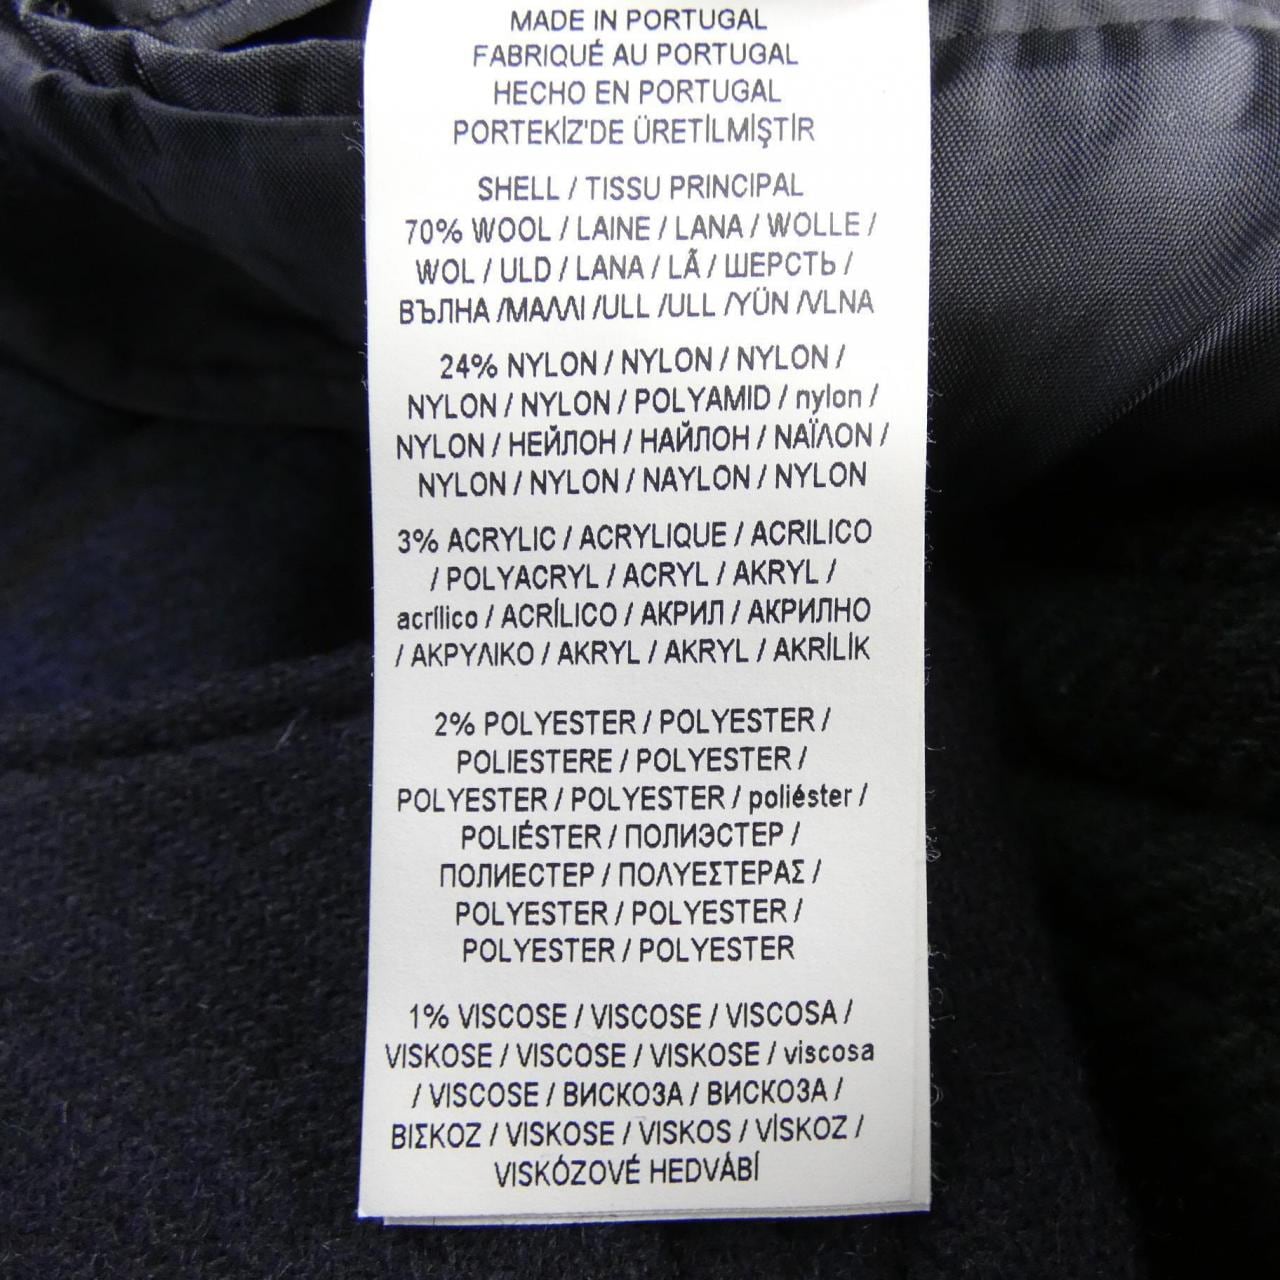 MADE IN PORTUGAL
FABRIQUÉ AU PORTUGAL
HECHO EN PORTUGAL
PORTEKİZ'DE ÜRETİLMİŞTİR
SHELL / TISSU PRINCIPAL
70% WOOL / LAINE / LANA / WOLLE /
WOL / ULD / LANA / LÃ / ШЕРСТЬ /
ВЪЛНА /ΜΑΛΛΙ /ULL /ULL /YÜN /VLNA
24% NYLON / NYLON / NYLON /
NYLON / NYLON / POLYAMID / nylon /
NYLON / НЕЙЛОН / НАЙЛОН / ΝΑΪΛΟΝ /
NYLON / NYLON / NAYLON / NYLON
3% ACRYLIC / ACRYLIQUE / ACRILICO
/ POLYACRYL / ACRYL / AKRYL /
acrílico / ACRÍLICO / АКРИЛ / АКРИЛНО
/ ΑΚΡΥΛΙΚΟ / AKRYL / AKRYL / AKRİLİK
2% POLYESTER / POLYESTER /
POLIESTERE / POLYESTER /
POLYESTER / POLYESTER / poliéster /
POLIÉSTER / ПОЛИЭСТЕР /
ПОЛИЕСТЕР / ΠΟΛΥΕΣΤΕΡΑΣ /
POLYESTER / POLYESTER /
POLYESTER / POLYESTER
1% VISCOSE / VISCOSE / VISCOSA /
VISKOSE / VISCOSE / VISKOSE / viscosa
/ VISCOSE / ВИСКОЗА / ВИСКОЗА /
ΒΙΣΚΟΖ / VISKOSE / VISKOS / VİSKOZ /
VISKÓZOVÉ HEDVÁBÍ